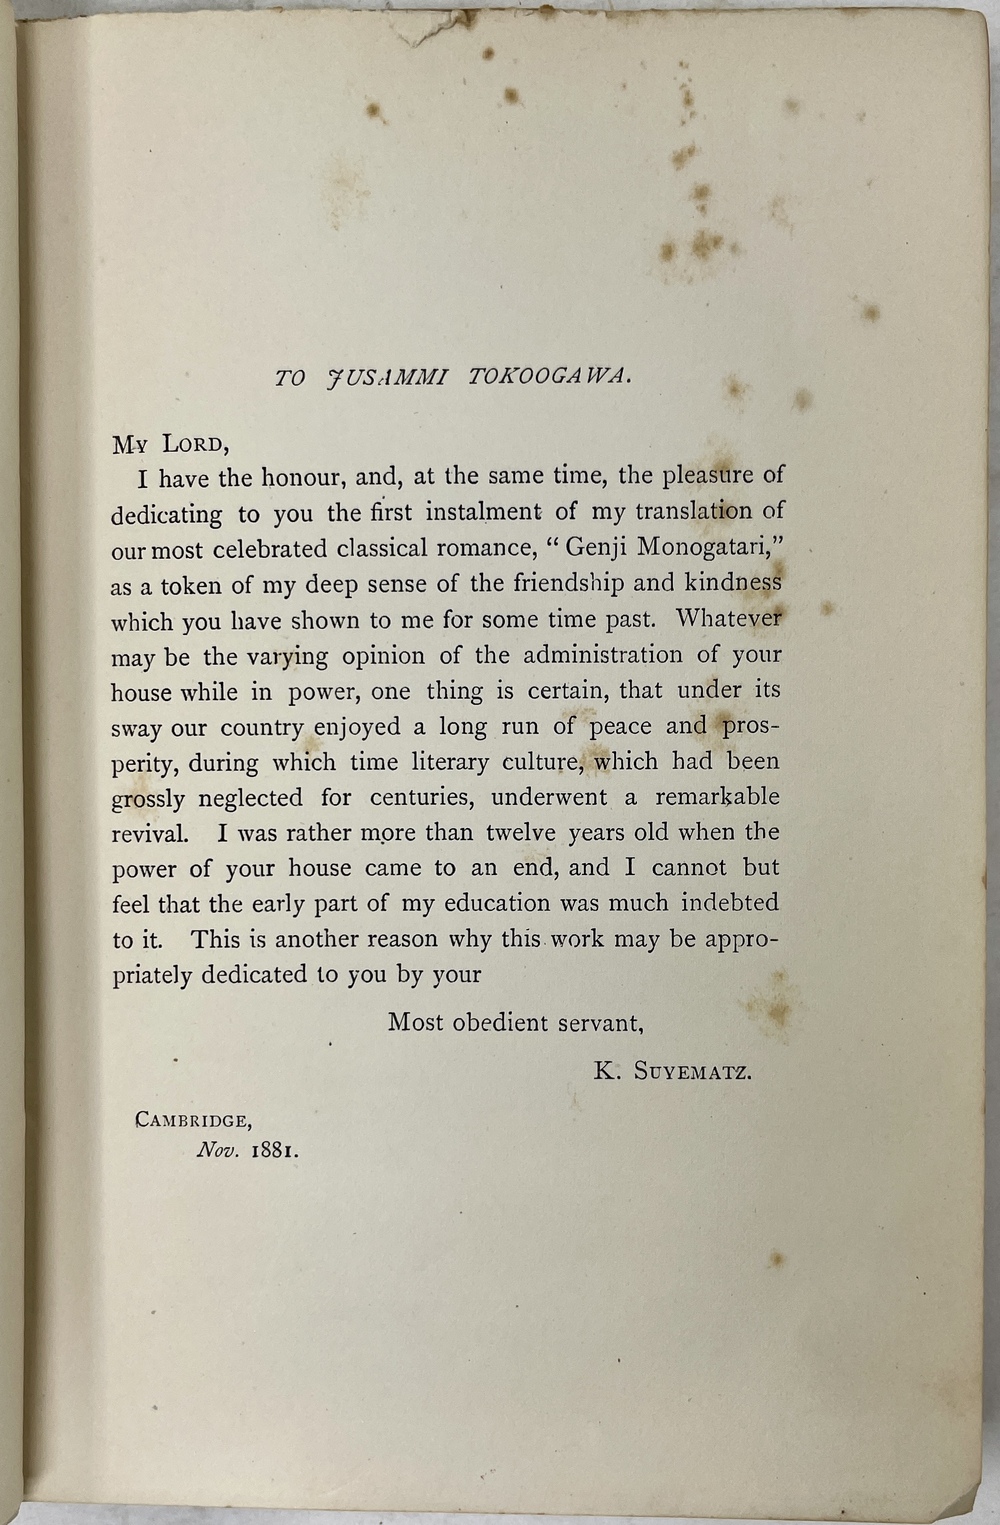 TO JUSAMMI TOKOOGAWA.
MY LORD,
I have the honour, and, at the same time, the pleasure of
dedicating to you the first instalment of my translation of
our most celebrated classical romance, “ Genji Monogatari,”
as a token of my deep sense of the friendship and kindness
which you have shown to me for some time past. Whatever
may be the varying opinion of the administration of your
house while in power, one thing is certain, that under its
sway our country enjoyed a long run of peace and pros-
perity, during which time literary culture, which had been
grossly neglected for centuries, underwent a remarkable
revival. I was rather more than twelve years old when the
power of your house came to an end, and I cannot but
feel that the early part of my education was much indebted
to it. This is another reason why this work may be appro-
priately dedicated to you by your
Most obedient servant,
K. SUYEMATZ.
CAMBRIDGE,
Nov. 1881.